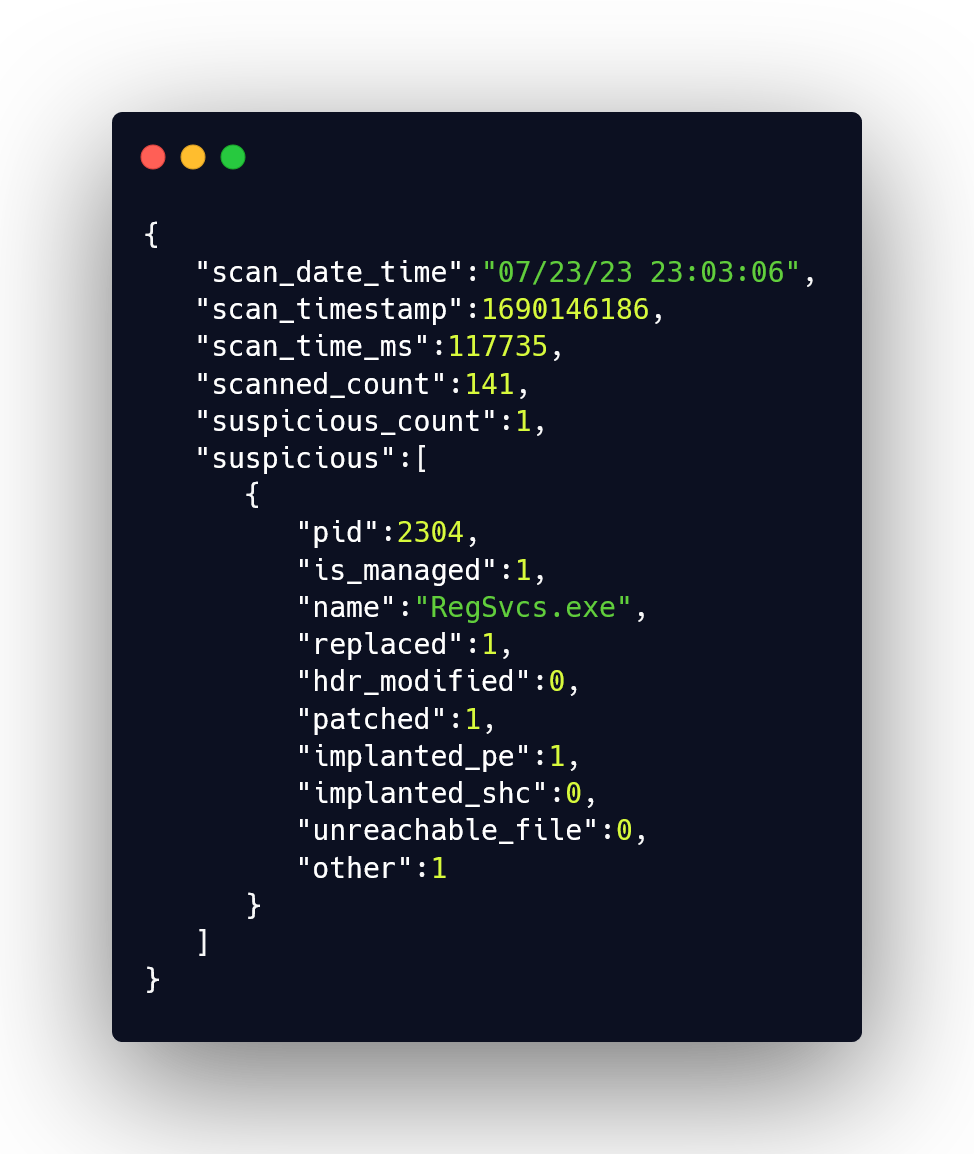 {
"scan_date_time":"07/23/23 23:03:06",
"scan_timestamp":1690146186,
"scan_time_ms":117735,
"scanned_count":141,
"suspicious_count":1,
"suspicious":[
{
"pid":2304,
"is_managed":1,
"name":"RegSvcs.exe",
"replaced":1,
"hdr_modified":0,
"patched":1,
"implanted_pe":1,
"implanted_shc":0,
"unreachable_file":0,
"other":1
}
]
}